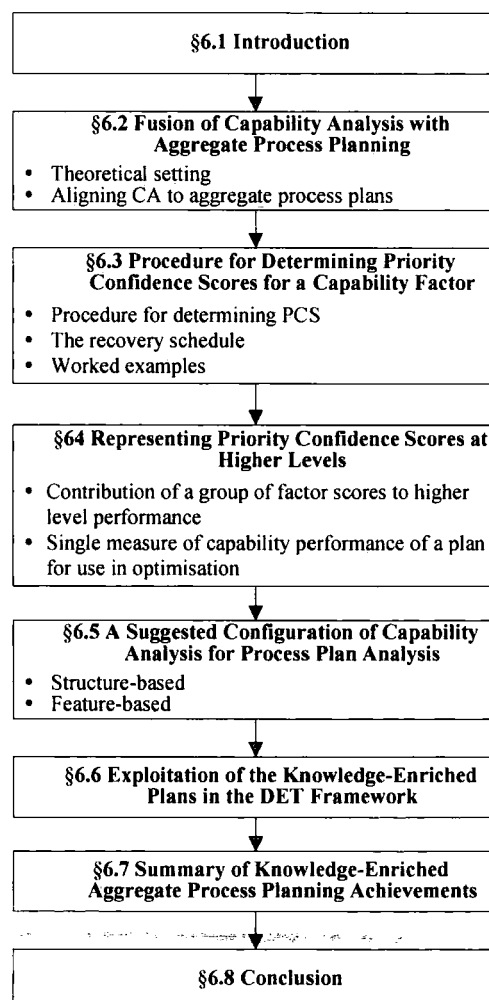 §6.1 Introduction
§6.2 Fusion of Capability Analysis with
Aggregate Process Planning
• Theoretical setting
• Aligning CA to aggregate process plans
§6.3 Procedure for Determining Priority
Confidence Scores for a Capability Factor
• Procedure for determining PCS
• The recovery schedule
• Worked examples
§64 Representing Priority Confidence Scores at
Higher Levels
• Contribution of a group of factor scores to higher
level performance
• Single measure of capability performance of a plan
for use in optimisation
§6.5 A Suggested Configuration of Capability
Analysis for Process Plan Analysis
• Structure-based
• Feature-based
§6.6 Exploitation of the Knowledge-Enriched
Plans in the DET Framework
§6.7 Summary of Knowledge-Enriched
Aggregate Process Planning Achievements
§6.8 Conclusion